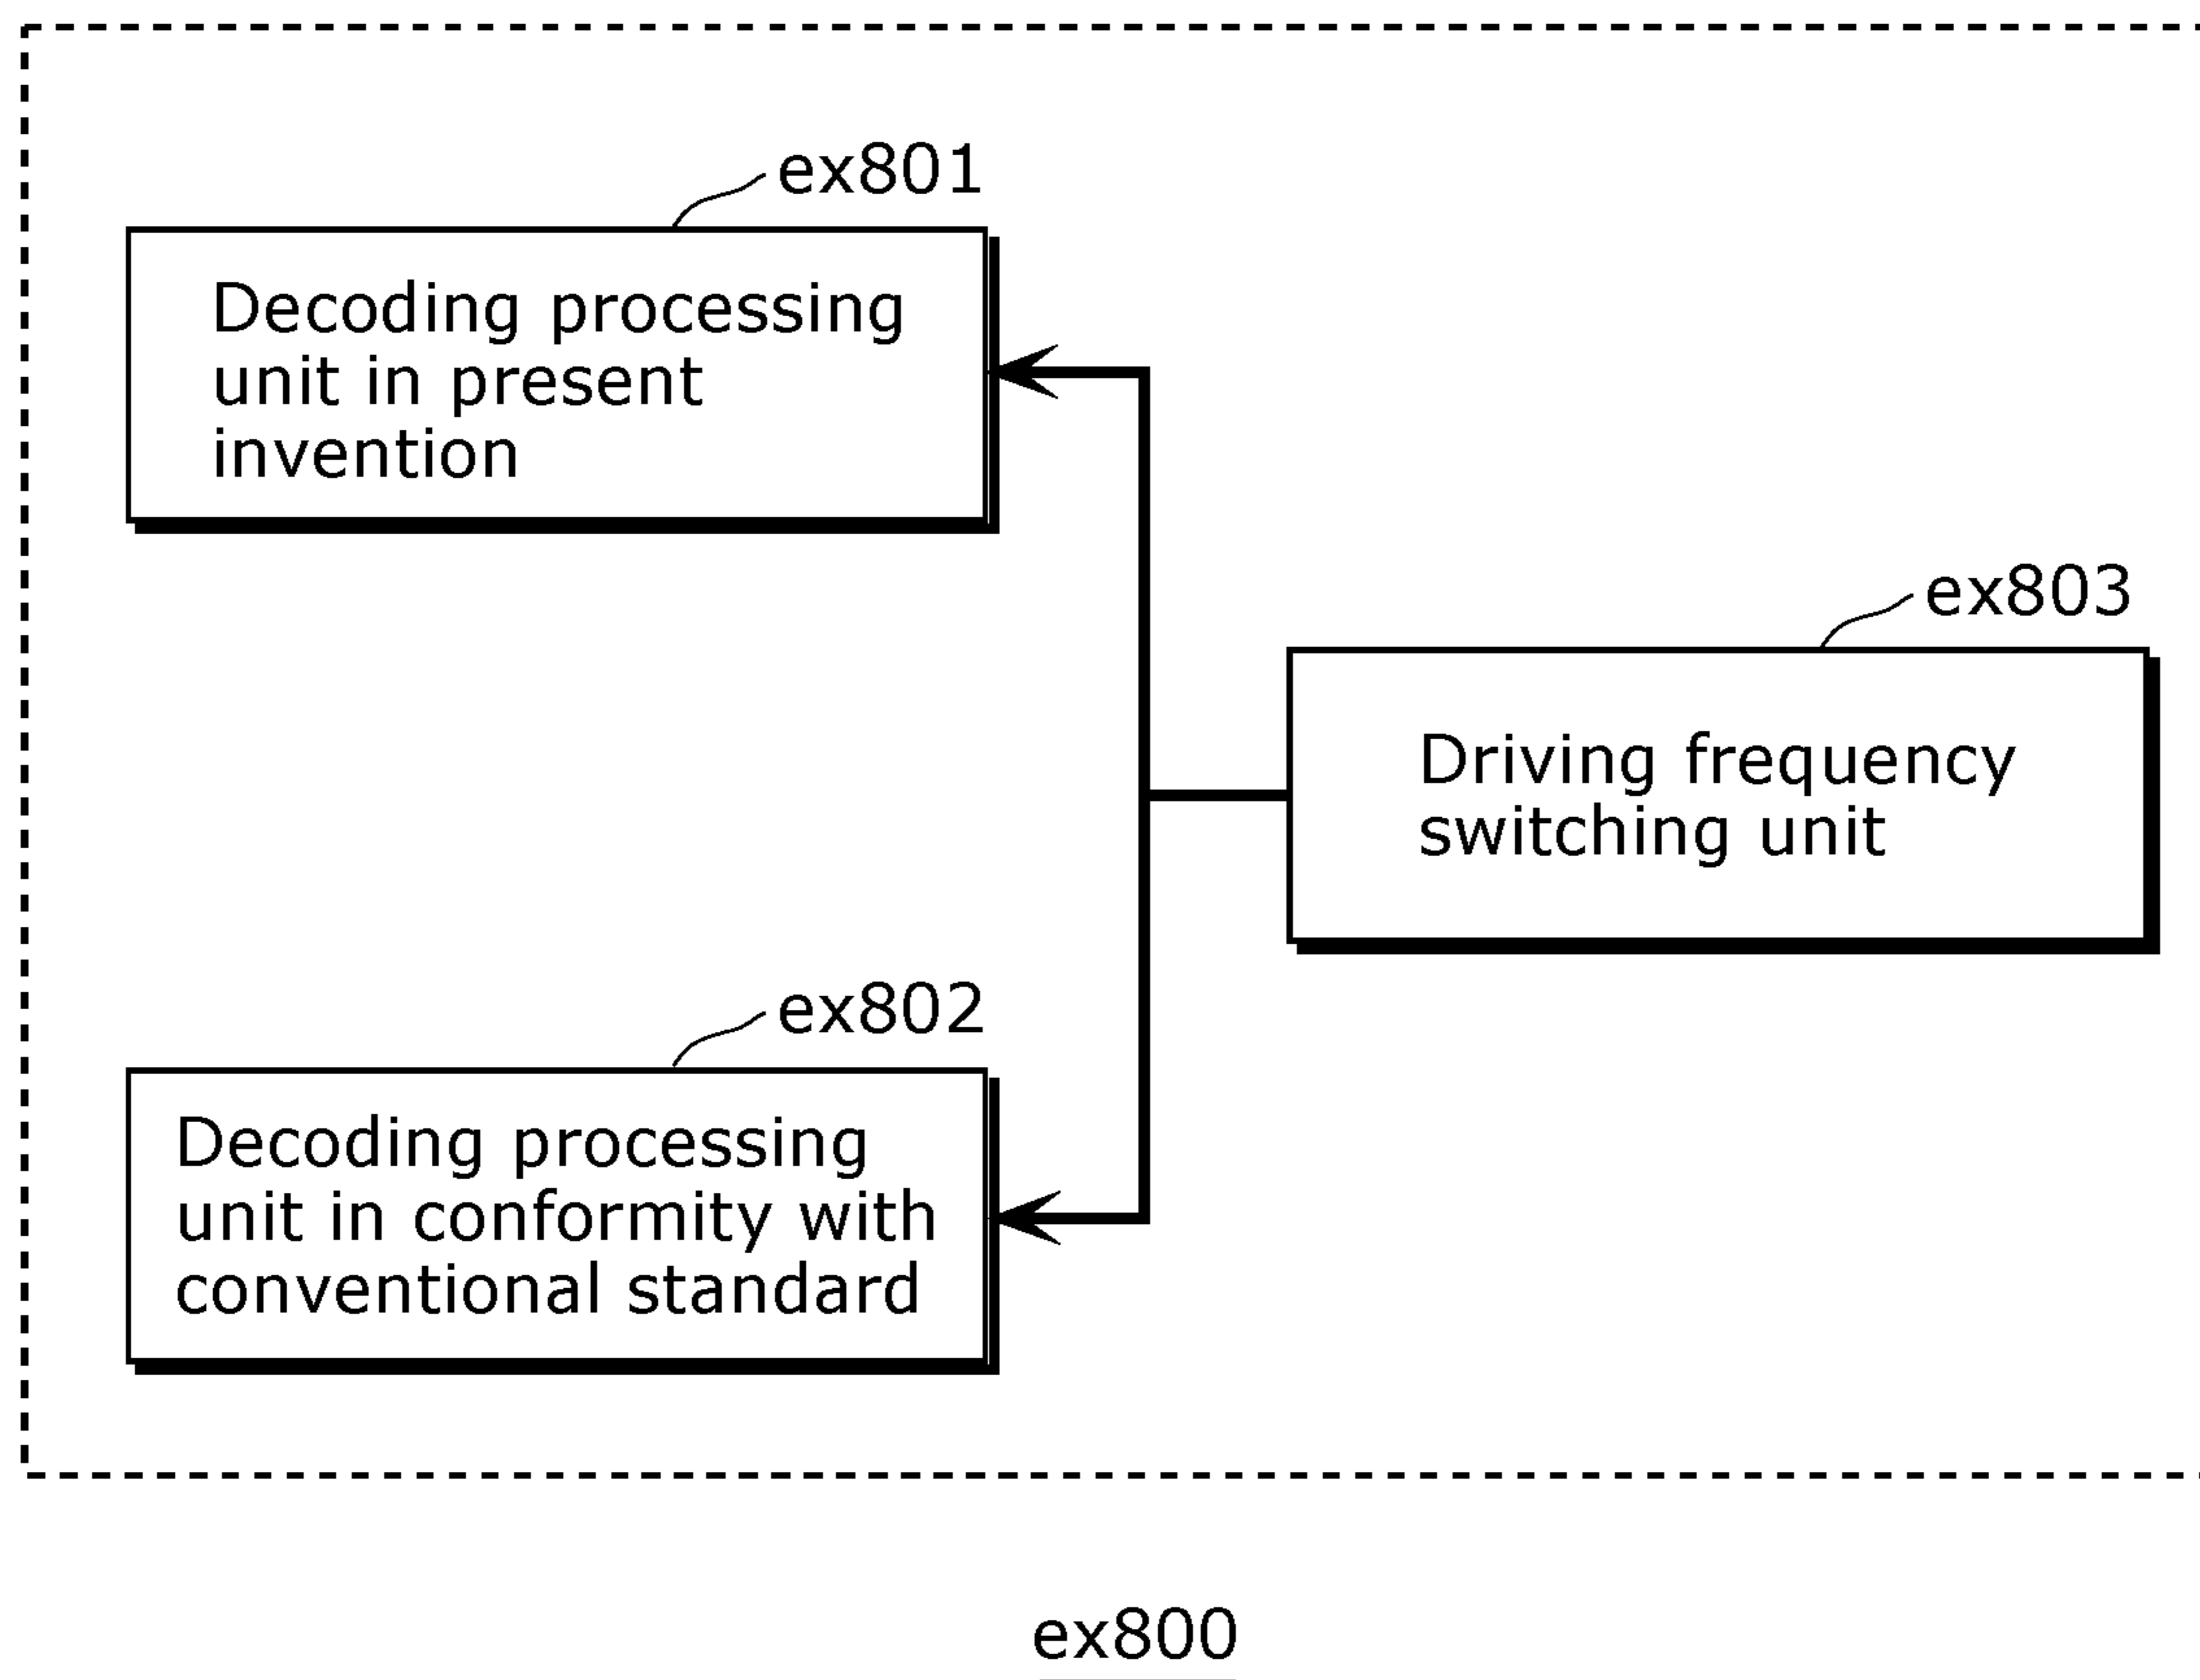 ex801
Decoding processing
unit in present
invention
ex803
Driving frequency
switching unit
ex802
Decoding processing
unit in conformity with
conventional standard
ex800